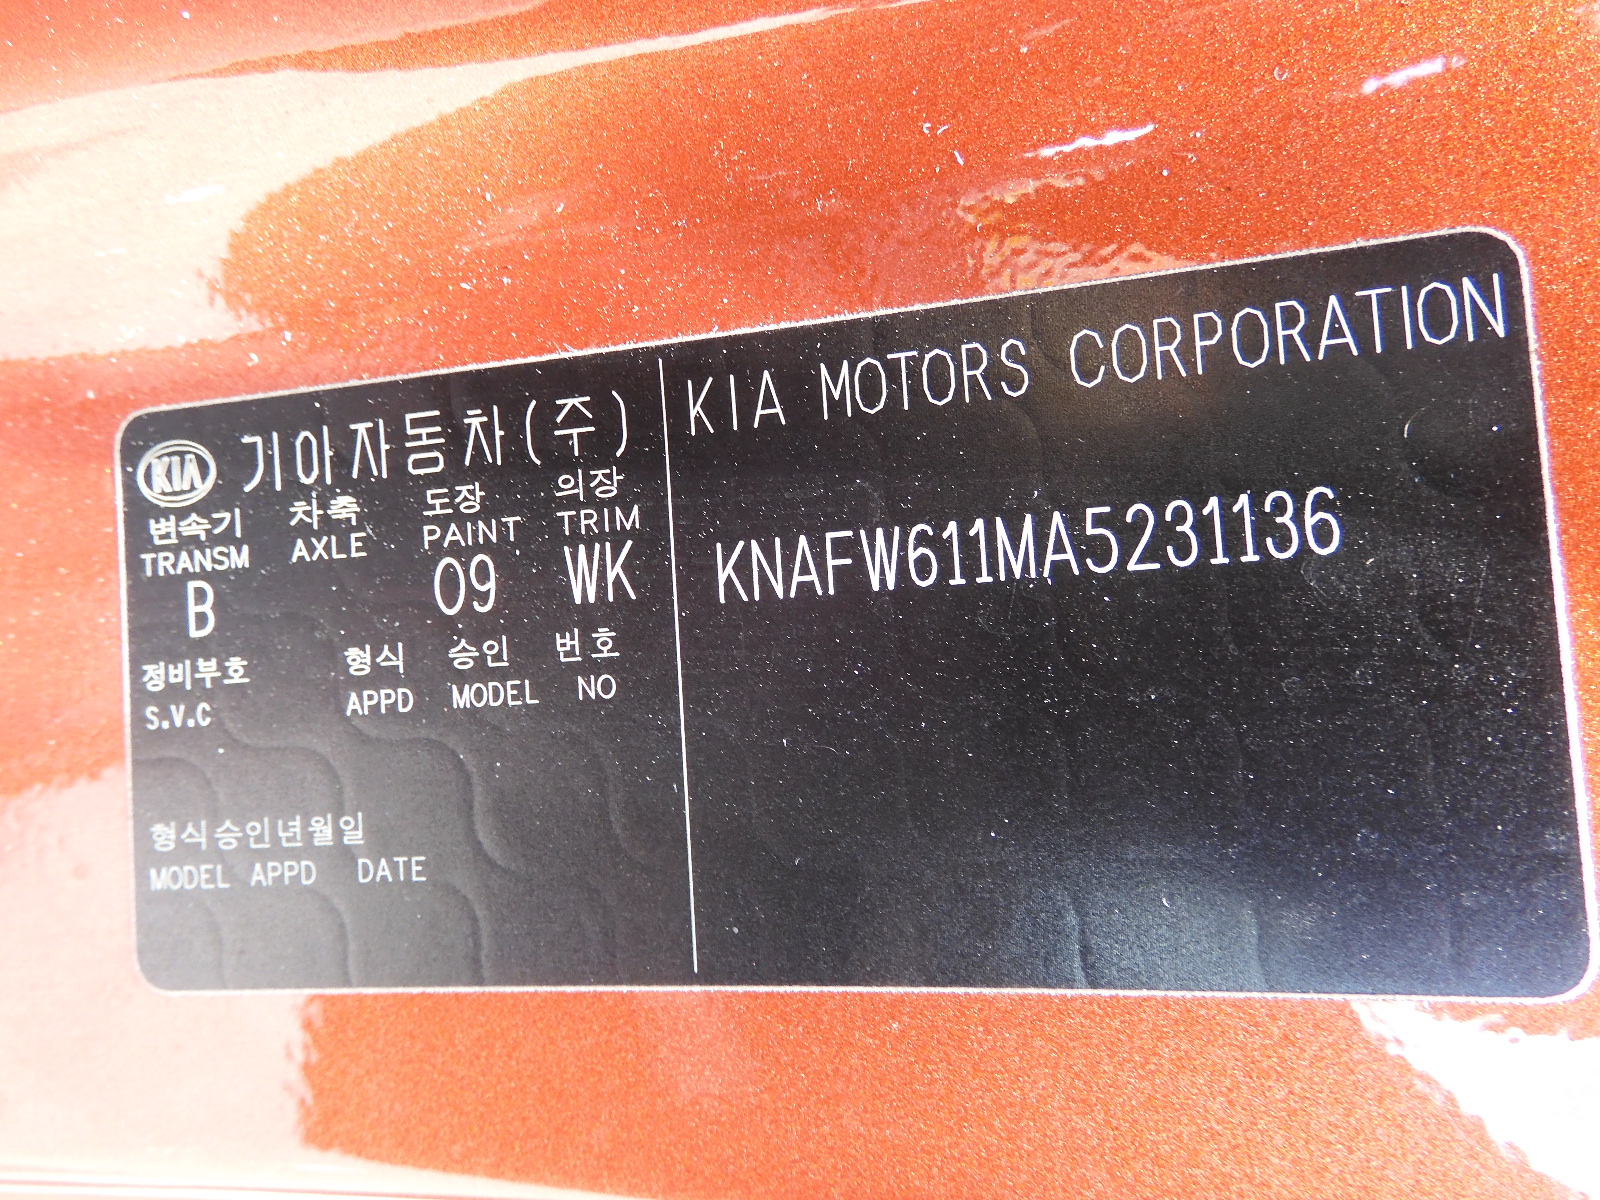 KIA 기아자동차(주)
변속기 차축 도장 의장
TRANSM AXLE PAINT TRIM
B 09 WK
정비부호 형식 승인 번호
S.V.C APPD MODEL NO
형식승인년월일
MODEL APPD DATE
KIA MOTORS CORPORATION
KNAFW611MA5231136